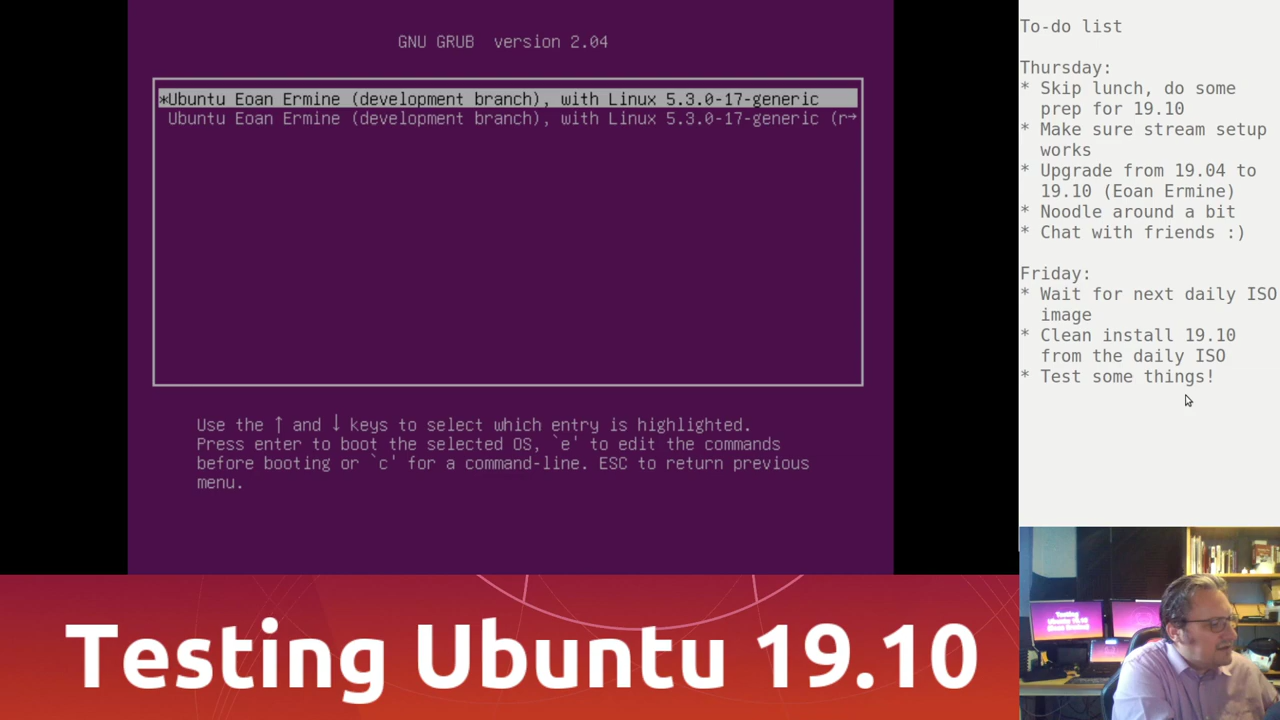 GNU GRUB version 2.04
*Ubuntu Eoan Ermine (development branch), with Linux 5.3.0-17-generic
Ubuntu Eoan Ermine (development branch), with Linux 5.3.0-17-generic (r→
Use the ↑ and ↓ keys to select which entry is highlighted.
Press enter to boot the selected OS, `e' to edit the commands
before booting or `c' for a command-line. ESC to return previous
menu.
To-do list
Thursday:
* Skip lunch, do some
prep for 19.10
* Make sure stream setup
works
* Upgrade from 19.04 to
19.10 (Eoan Ermine)
* Noodle around a bit
* Chat with friends :)
Friday:
* Wait for next daily ISO
image
* Clean install 19.10
from the daily ISO
* Test some things!
Testing Ubuntu 19.10